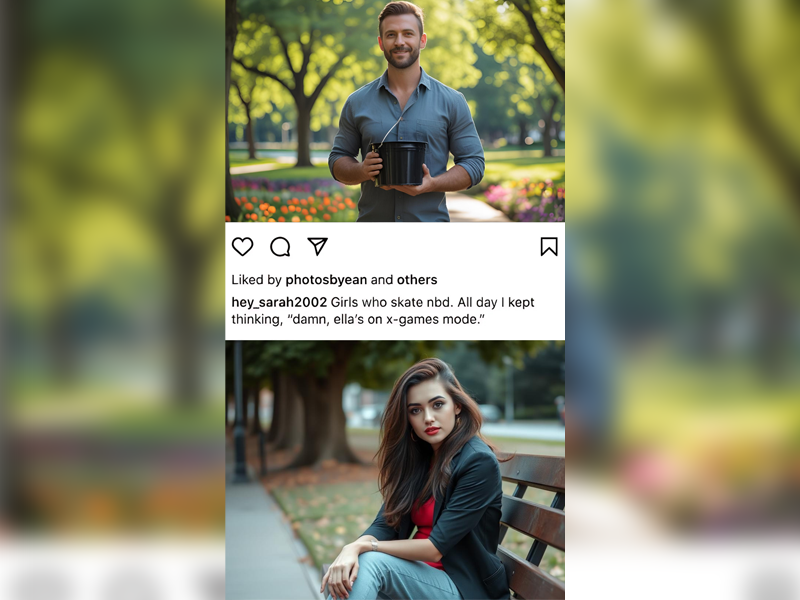 Liked by photosbyean and others
hey_sarah2002 Girls who skate nbd. All day I kept
thinking, “damn, ella’s on x-games mode.”